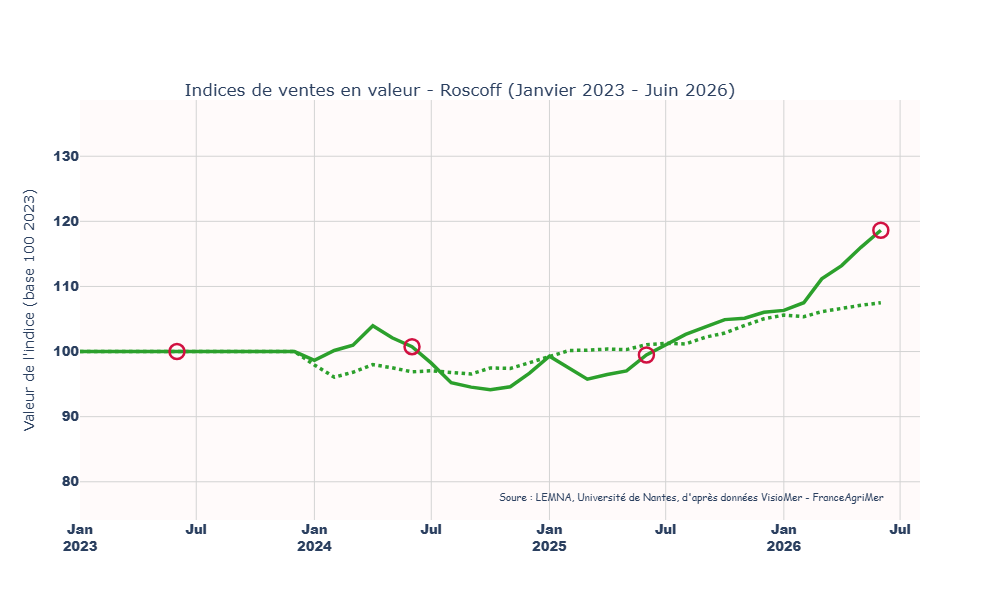 Indices de ventes en valeur - Roscoff (Janvier 2023 - Juin 2026)
Valeur de l'indice (base 100 2023)
130
120
110
100
90
80
Soure : LEMNA, Université de Nantes, d'après données VisioMer - FranceAgriMer
Jan Jul Jan Jul Jan Jul Jan Jul
2023 2024 2025 2026